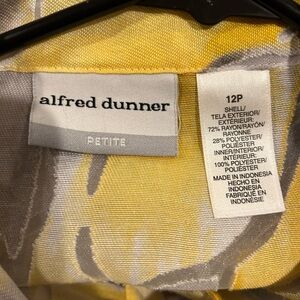 alfred dunner
PETITE
12P
SHELL/
TELA EXTERIOR/
EXTÉRIEUR:
72% RAYON/RAYÓN/
RAYONNE
28% POLYESTER/
POLIÉSTER
INNER/INTERIOR/
INTÉRIEUR:
100% POLYESTER/
POLIÉSTER
MADE IN INDONESIA
HECHO EN
INDONESIA
FABRIQUÉ EN
INDONÉSIE